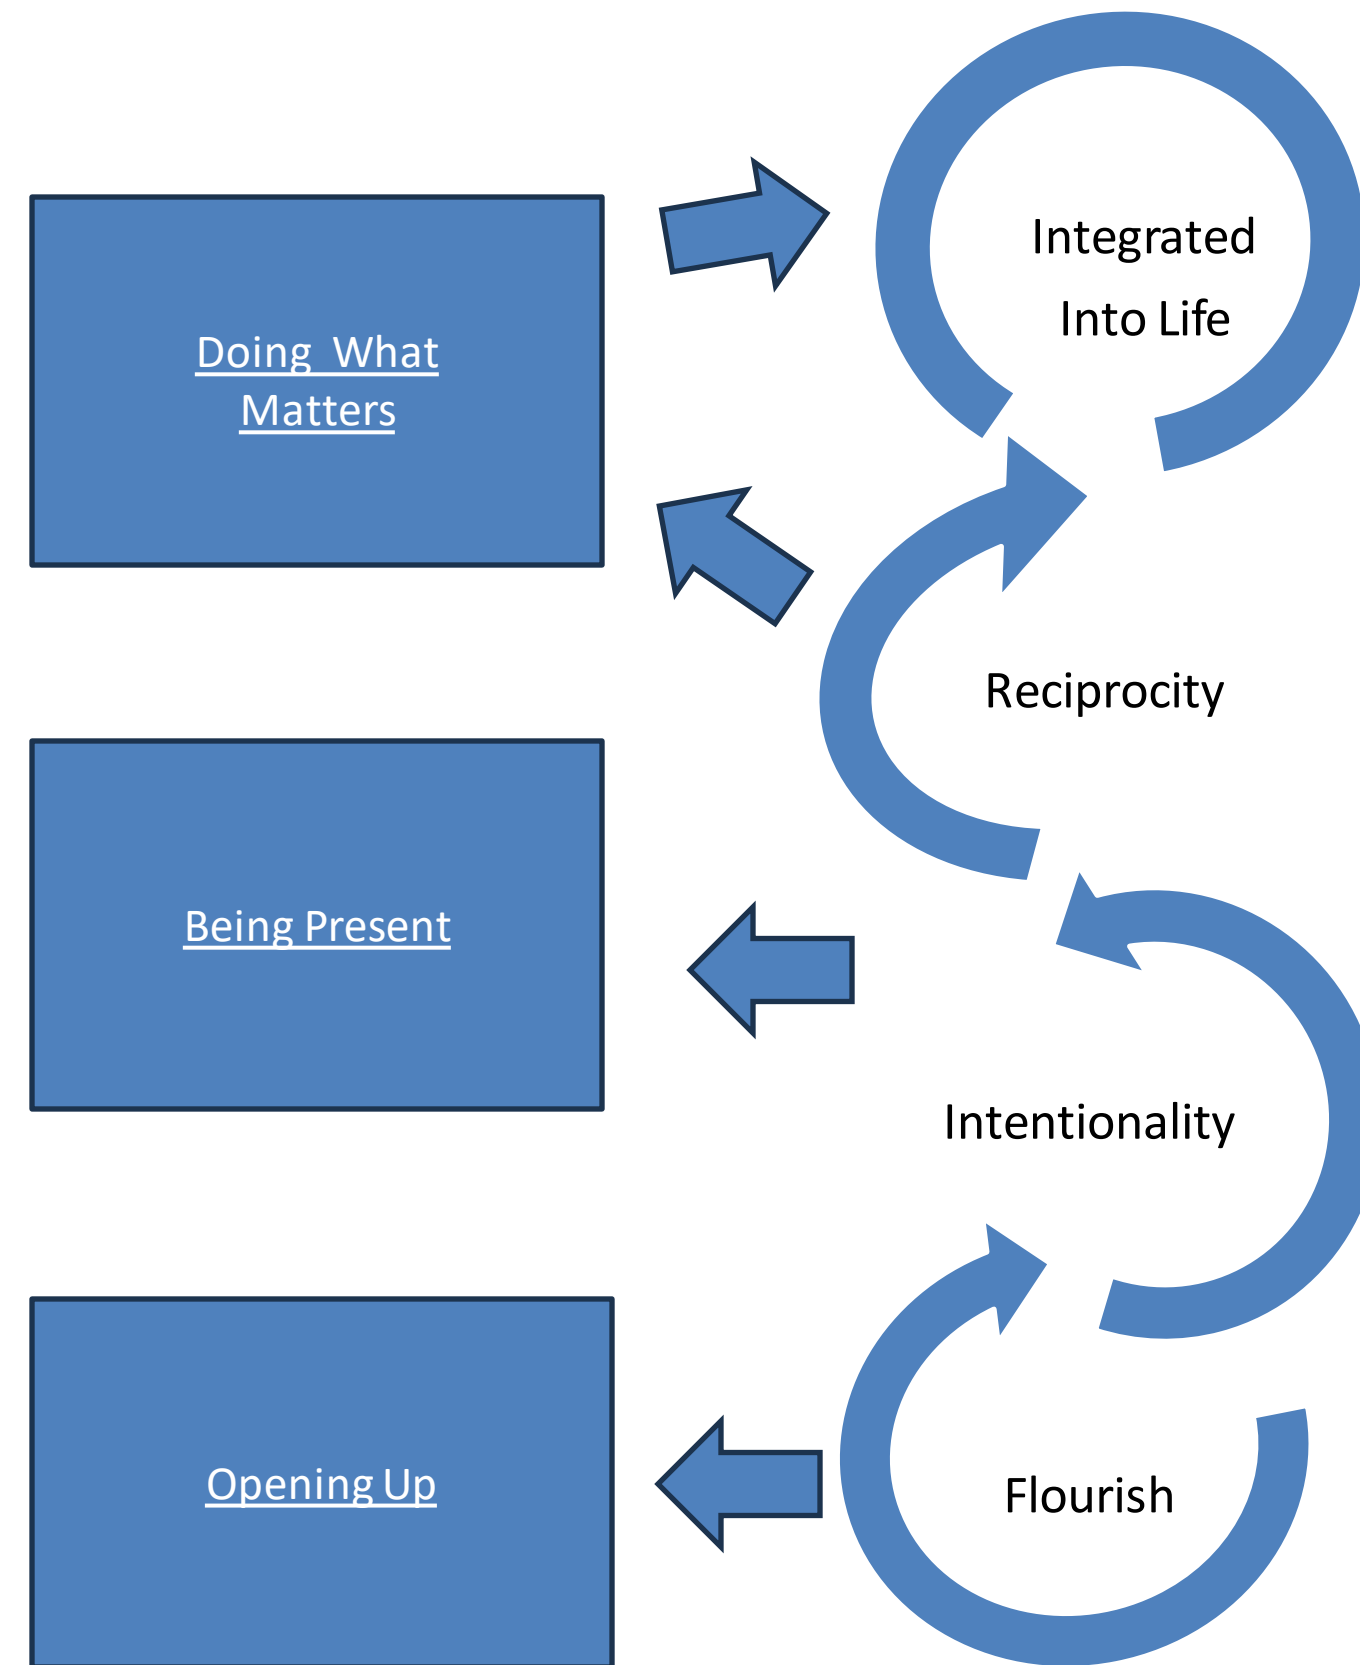 Integrated
Into Life
Doing  What
Matters
Reciprocity
Being Present
Intentionality
Opening Up
Flourish